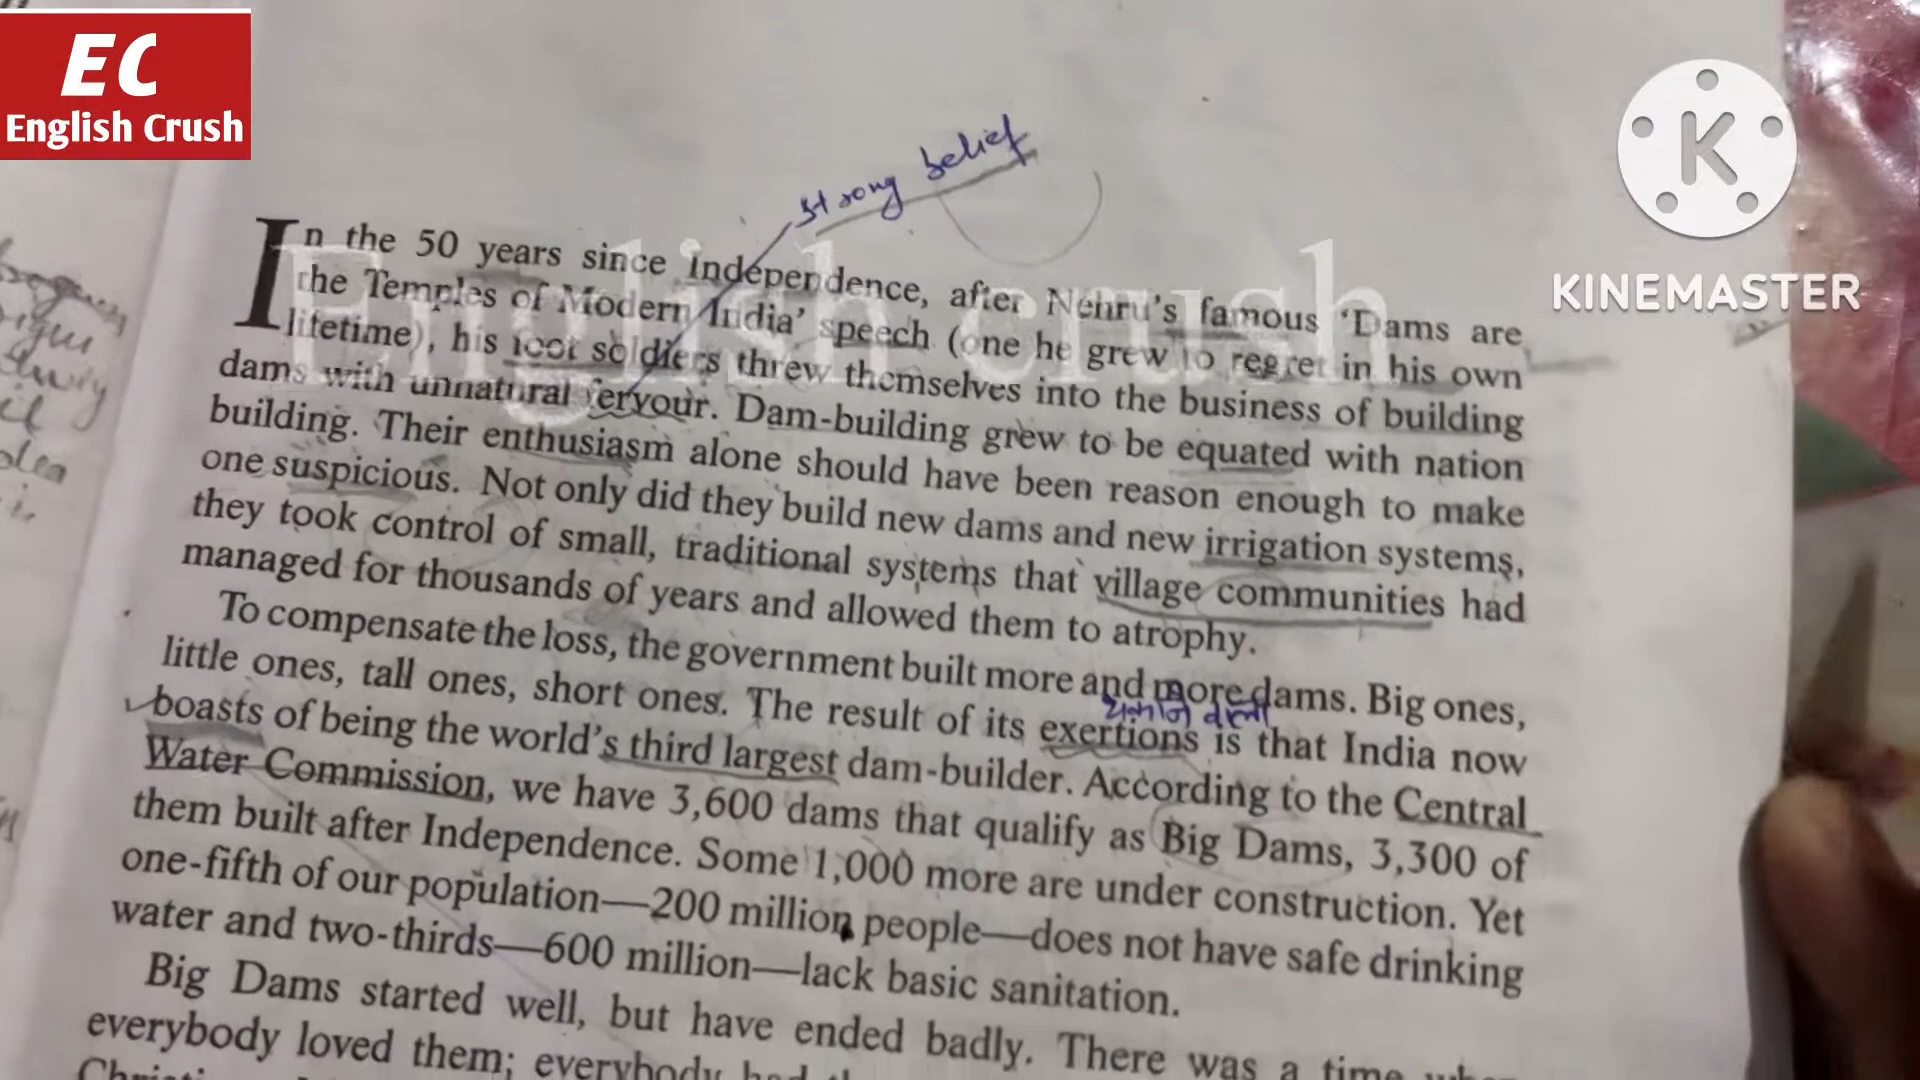 EC
English Crush
KINEMASTER
English crush
strong belief
In the 50 years since Independence, after Nehru's famous 'Dams are
the Temples of Modern India' speech (one he grew to regret in his own
lifetime), his foot soldiers threw themselves into the business of building
dams with unnatural fervour. Dam-building grew to be equated with nation
building. Their enthusiasm alone should have been reason enough to make
one suspicious. Not only did they build new dams and new irrigation systems,
they took control of small, traditional systems that village communities had
managed for thousands of years and allowed them to atrophy.
To compensate the loss, the government built more and more dams. Big ones,
little ones, tall ones, short ones. The result of its exertions is that India now
boasts of being the world's third largest dam-builder. According to the Central
Water Commission, we have 3,600 dams that qualify as Big Dams, 3,300 of
them built after Independence. Some 1,000 more are under construction. Yet
one-fifth of our population—200 million people—does not have safe drinking
water and two-thirds—600 million—lack basic sanitation.
Big Dams started well, but have ended badly. There was a time when
everybody loved them; everybody had